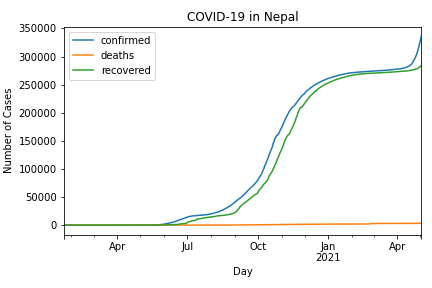 COVID-19 in Nepal
350000
300000
250000
200000
150000
100000
50000
0
Number of Cases
confirmed
deaths
recovered
Apr
Jul
Oct
Jan
2021
Apr
Day